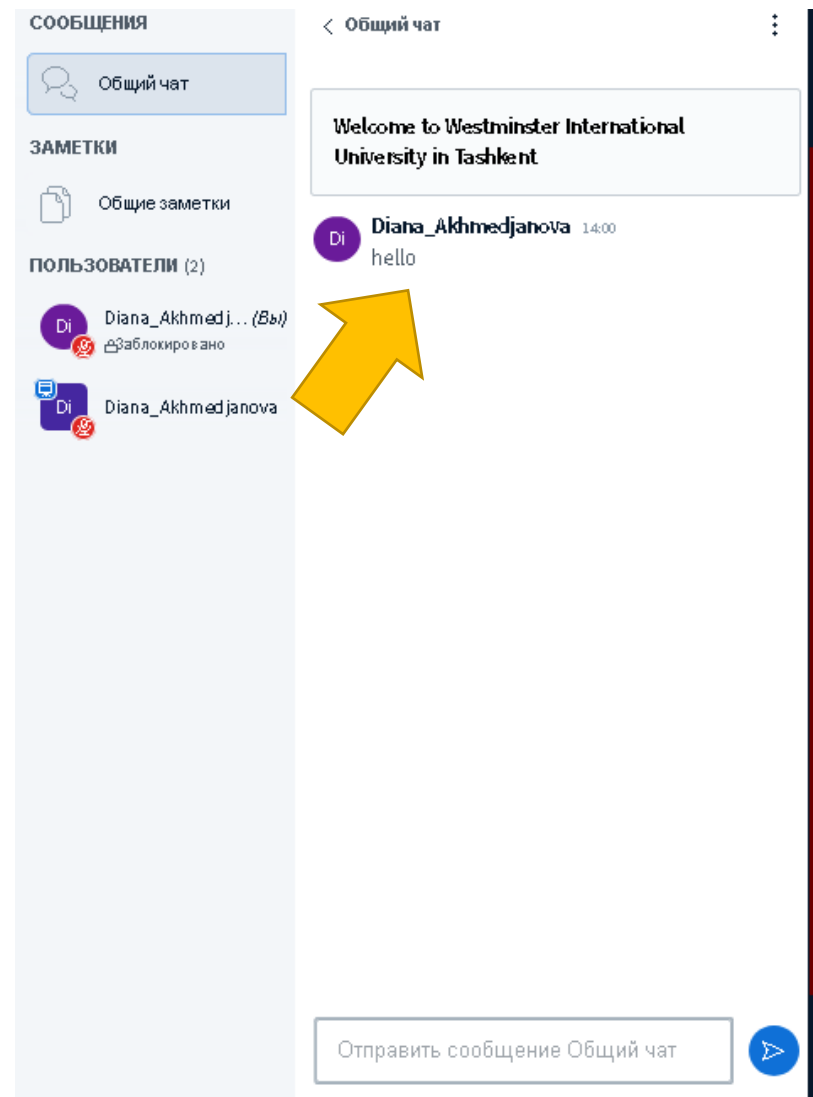 СООБЩЕНИЯ
Общий чат
ЗАМЕТКИ
Общие заметки
ПОЛЬЗОВАТЕЛИ (2)
Di
Diana_Akhmedj... (Вы)
Заблокировано
Di
Diana_Akhmedjanova
Общий чат
Welcome to Westminster International
University in Tashkent
Di
Diana_Akhmedjanova 14:00
hello
Отправить сообщение Общий чат